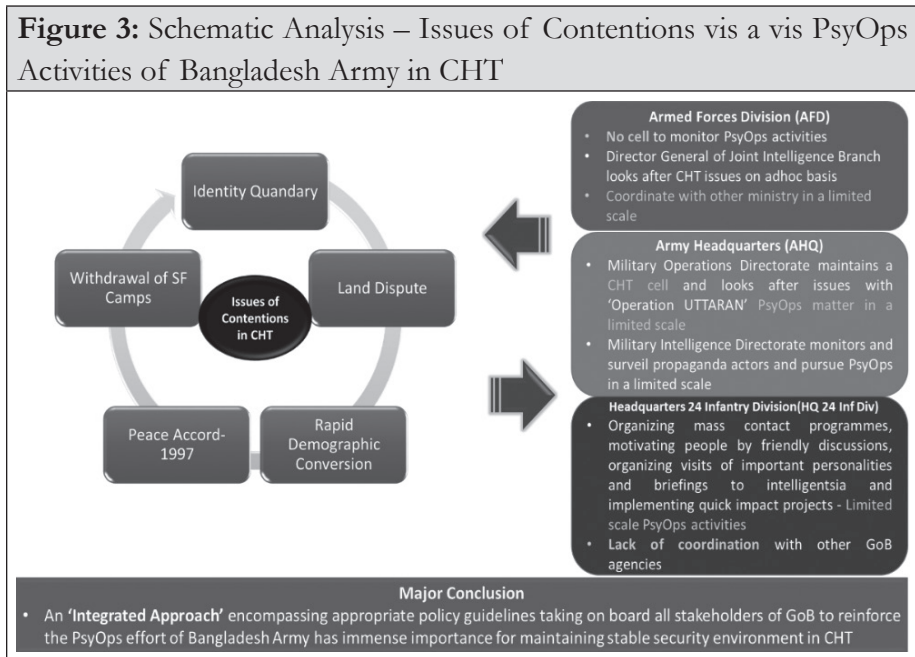 Figure 3: Schematic Analysis – Issues of Contentions vis a vis PsyOps
Activities of Bangladesh Army in CHT
Identity Quandary
Land Dispute
Rapid
Demographic
Conversion
Peace Accord-
1997
Withdrawal of SF
Camps
Issues of
Contentions
in CHT
Armed Forces Division (AFD)
• No cell to monitor PsyOps activities
• Director General of Joint Intelligence Branch
looks after CHT issues on adhoc basis
• Coordinate with other ministry in a limited
scale
Army Headquarters (AHQ)
• Military Operations Directorate maintains a
CHT cell and looks after issues with
‘Operation UTTARAN’ PsyOps matter in a
limited scale
• Military Intelligence Directorate monitors and
surveil propaganda actors and pursue PsyOps
in a limited scale
Headquarters 24 Infantry Division(HQ 24 Inf Div)
• Organizing mass contact programmes,
motivating people by friendly discussions,
organizing visits of important personalities
and briefings to intelligentsia and
implementing quick impact projects - Limited
scale PsyOps activities
• Lack of coordination with other GoB
agencies
Major Conclusion
• An ‘Integrated Approach’ encompassing appropriate policy guidelines taking on board all stakeholders of GoB to reinforce
the PsyOps effort of Bangladesh Army has immense importance for maintaining stable security environment in CHT